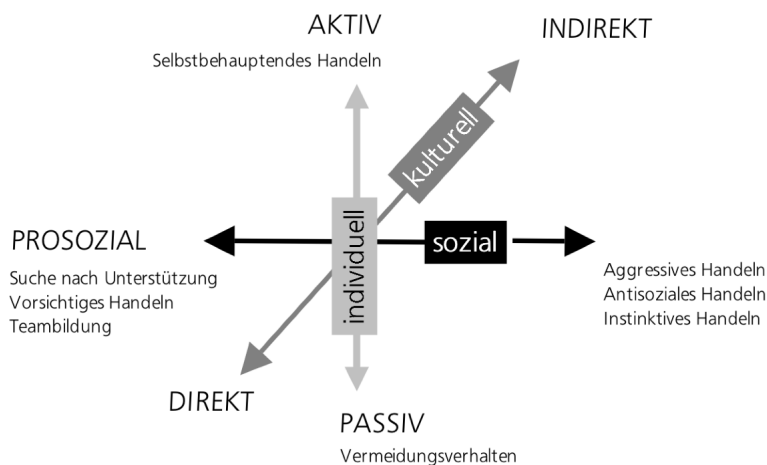 AKTIV
Selbstbehauptendes Handeln
INDIREKT
kulturell
individuell
sozial
PROSOZIAL
Suche nach Unterstützung
Vorsichtiges Handeln
Teambildung
Aggressives Handeln
Antisoziales Handeln
Instinktives Handeln
DIREKT
PASSIV
Vermeidungsverhalten